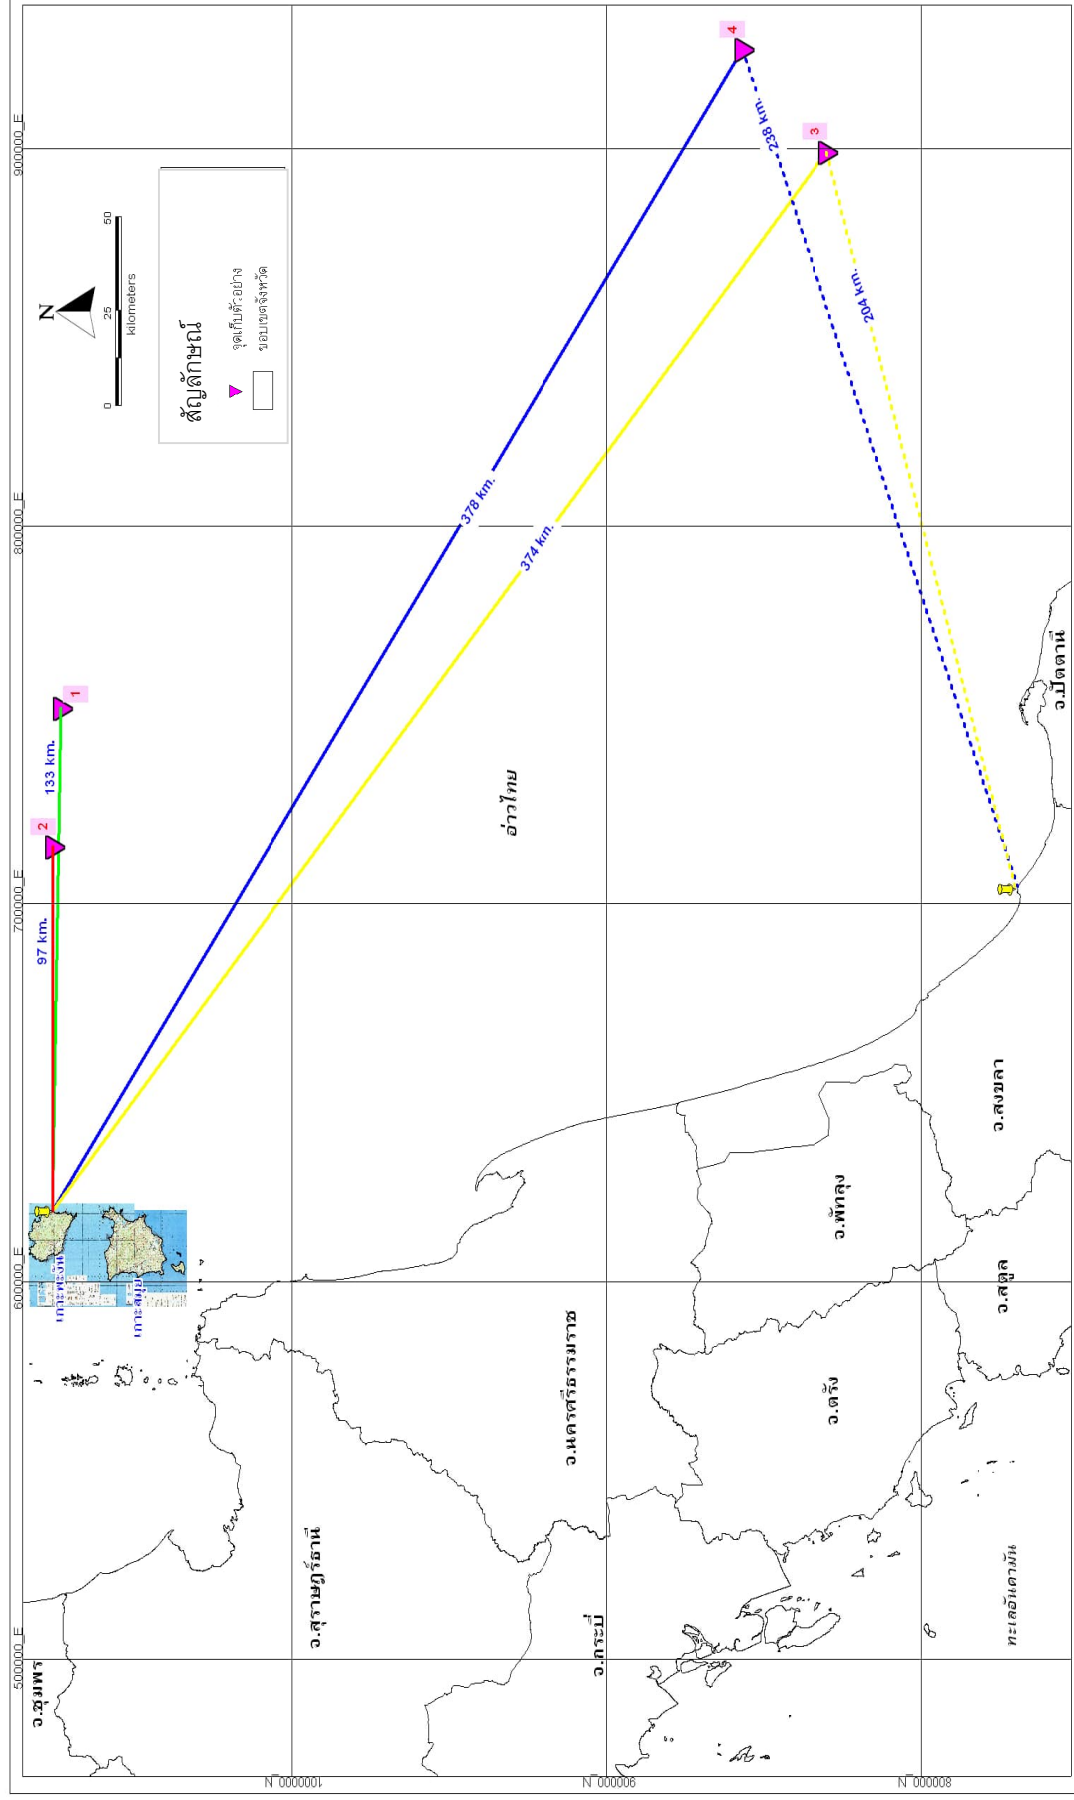 500000_E
600000_E
700000_E
800000_E
900000_E
N
0 25 50
kilometers
สัญลักษณ์
จุดเก็บตัวอย่าง
ขอบเขตจังหวัด
97 km.
2
133 km.
1
378 km.
4
374 km.
3
238 km.
204 km.
เกาะพะงัน
เกาะสมุย
อ่าวไทย
จ.ชุมพร
จ.สุราษฎร์ธานี
จ.นครศรีธรรมราช
จ.กระบี่
จ.ตรัง
จ.พัทลุง
จ.สตูล
จ.สงขลา
จ.ปัตตานี
ทะเลอันดามัน
1000000_N
900000_N
800000_N